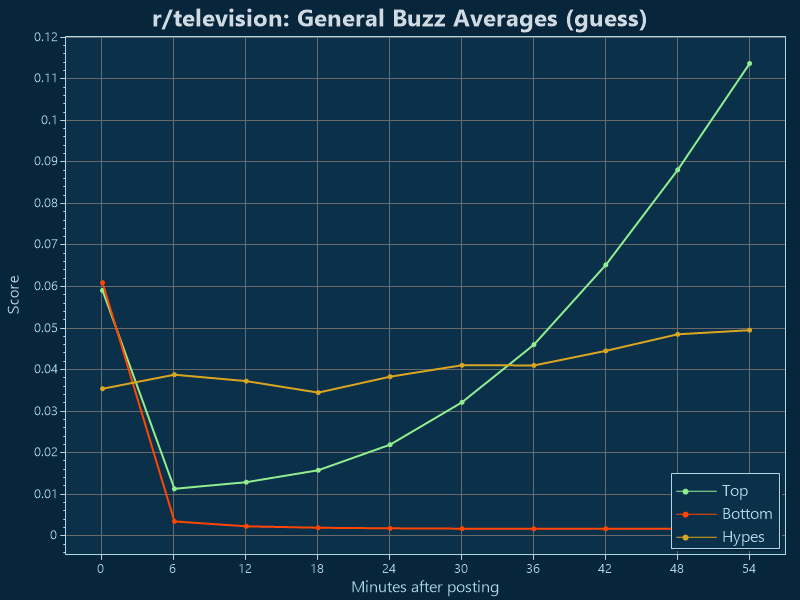 r/television: General Buzz Averages (guess)
0.12
0.11
0.1
0.09
0.08
0.07
0.06
0.05
0.04
0.03
0.02
0.01
0
Score
Top
Bottom
Hypes
0 6 12 18 24 30 36 42 48 54
Minutes after posting